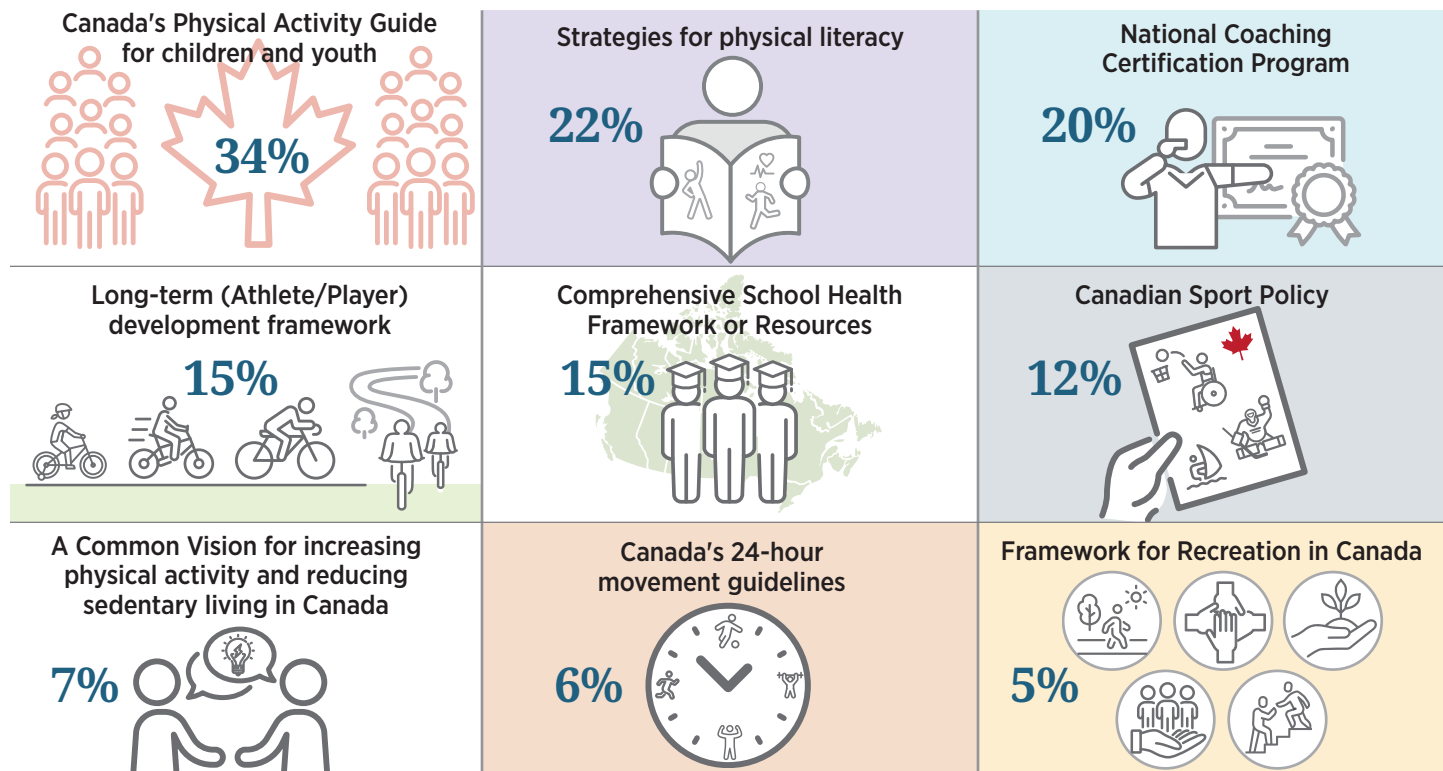 Canada's Physical Activity Guide
for children and youth
34%
Strategies for physical literacy
22%
National Coaching
Certification Program
20%
Long-term (Athlete/Player)
development framework
15%
Comprehensive School Health
Framework or Resources
15%
Canadian Sport Policy
12%
A Common Vision for increasing
physical activity and reducing
sedentary living in Canada
7%
Canada's 24-hour
movement guidelines
6%
Framework for Recreation in Canada
5%